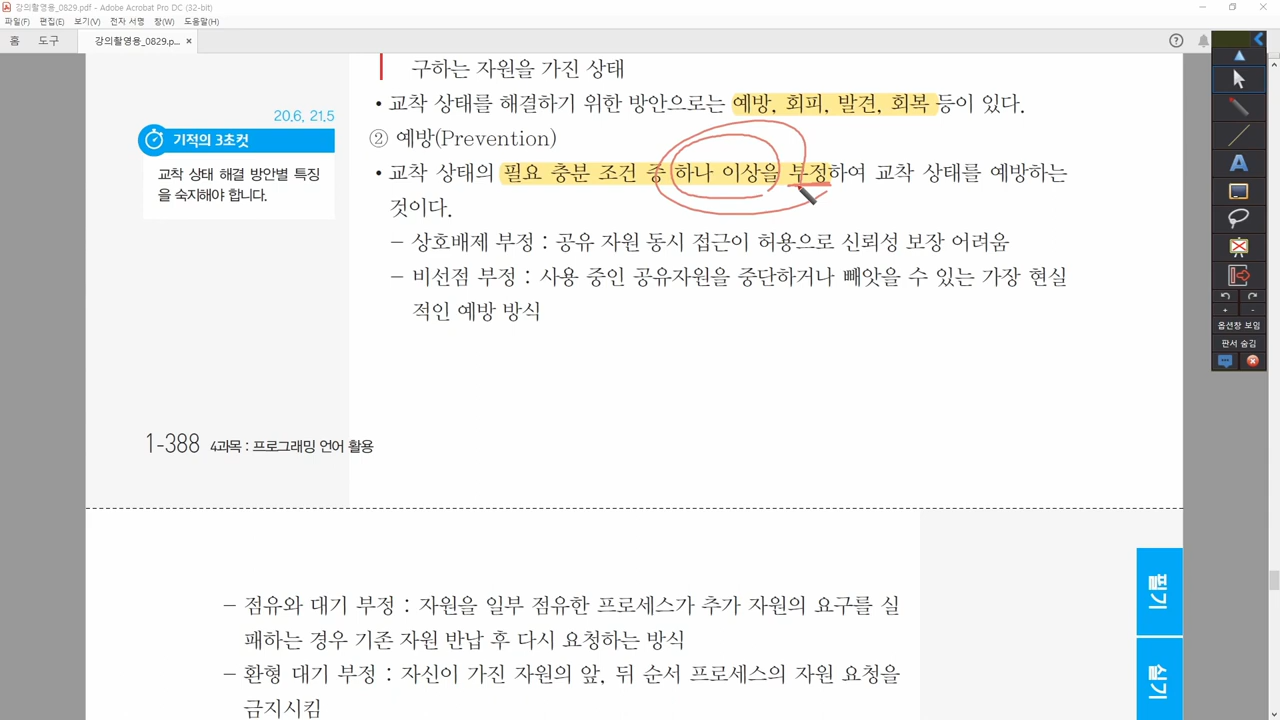 강의촬영용_0829.pdf - Adobe Acrobat Pro DC (32-bit)
파일(F) 편집(E) 보기(V) 전자 서명 창(W) 도움말(H)
홈 도구 강의촬영용_0829.p... ×
구하는 자원을 가진 상태
• 교착 상태를 해결하기 위한 방안으로는 예방, 회피, 발견, 회복 등이 있다.
20.6, 21.5
기적의 3초컷
교착 상태 해결 방안별 특징
을 숙지해야 합니다.
② 예방(Prevention)
• 교착 상태의 필요 충분 조건 중 하나 이상을 부정하여 교착 상태를 예방하는
것이다.
– 상호배제 부정 : 공유 자원 동시 접근이 허용으로 신뢰성 보장 어려움
– 비선점 부정 : 사용 중인 공유자원을 중단하거나 빼앗을 수 있는 가장 현실
적인 예방 방식
1-388 4과목 : 프로그래밍 언어 활용
– 점유와 대기 부정 : 자원을 일부 점유한 프로세스가 추가 자원의 요구를 실
패하는 경우 기존 자원 반납 후 다시 요청하는 방식
– 환형 대기 부정 : 자신이 가진 자원의 앞, 뒤 순서 프로세스의 자원 요청을
금지시킴
필기
실기
A
+ -
옵션창 보임
판서 숨김